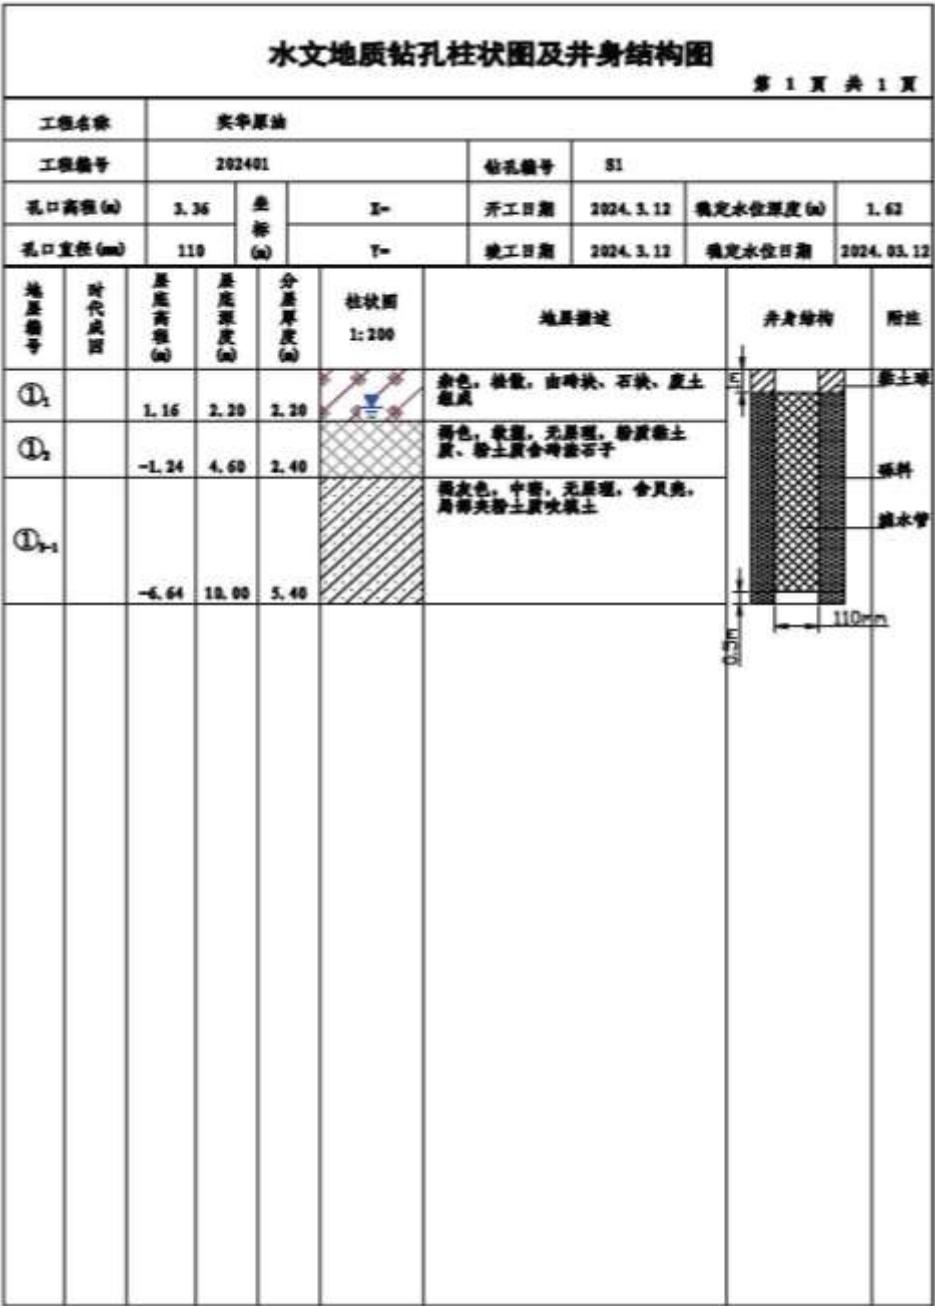 水文地质钻孔柱状图及井身结构图
第 1 页 共 1 页
工程名称 实华原油
工程编号 202401 钻孔编号 S1
孔口高程(m) 3.36 坐标(m) X= 开工日期 2024.3.12 稳定水位深度(m) 1.62
孔口直径(mm) 110 Y= 竣工日期 2024.3.12 稳定水位日期 2024.03.12
地层编号 时代成因 层底高程(m) 层底深度(m) 分层厚度(m) 柱状图 1:200 地层描述 井身结构 附注
①1 1.16 2.20 2.20 杂色，松散，由砖块、石块、废土
组成
粘土球
①2 -1.24 4.60 2.40 褐色，软塑，无层理，粉质粘土
质、粉土质含砖渣石子
砾料
褐灰色，中密，无层理，含贝壳，
局部夹粉土质吹填土
滤水管
①3-1 -6.64 10.00 5.40
110mm
0.5m